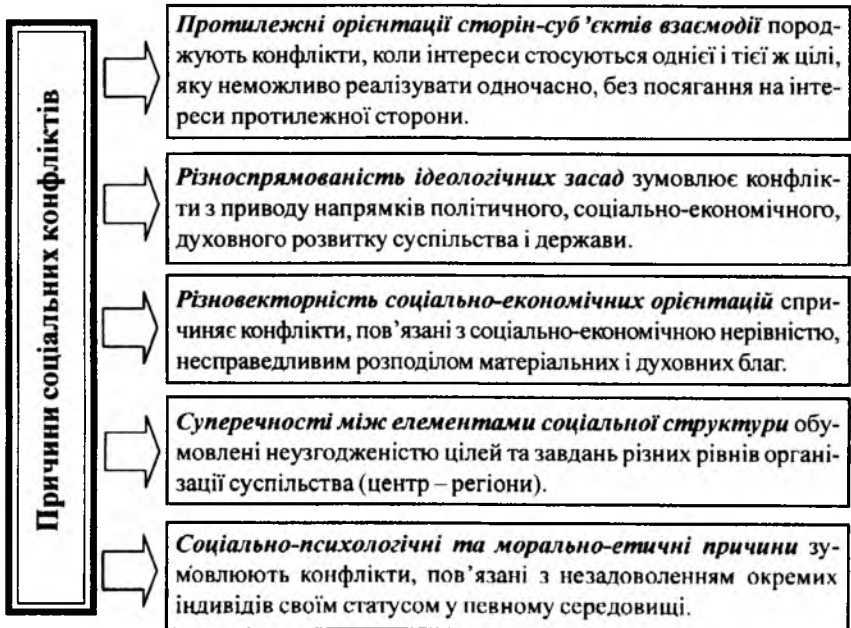 Причини соціальних конфліктів
Протилежні орієнтації сторін-суб’єктів взаємодії пород-
жують конфлікти, коли інтереси стосуються однієї і тієї ж цілі,
яку неможливо реалізувати одночасно, без посягання на інте-
реси протилежної сторони.
Різноспрямованість ідеологічних засад зумовлює конфлік-
ти з приводу напрямків політичного, соціально-економічного,
духовного розвитку суспільства і держави.
Різновекторність соціально-економічних орієнтацій спри-
чиняє конфлікти, пов’язані з соціально-економічною нерівністю,
несправедливим розподілом матеріальних і духовних благ.
Суперечності між елементами соціальної структури обу-
мовлені неузгодженістю цілей та завдань різних рівнів органі-
зації суспільства (центр – регіони).
Соціально-психологічні та морально-етичні причини зу-
мовлюють конфлікти, пов’язані з незадоволенням окремих
індивідів своїм статусом у певному середовищі.